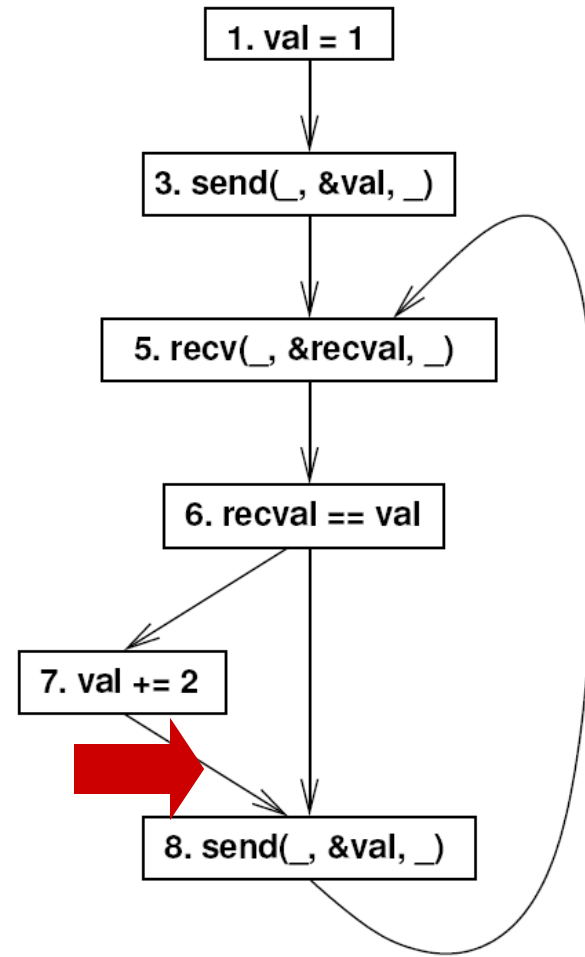 1. val = 1
3. send(_, &val, _)
5. recv(_, &recval, _)
6. recval == val
7. val += 2
8. send(_, &val, _)